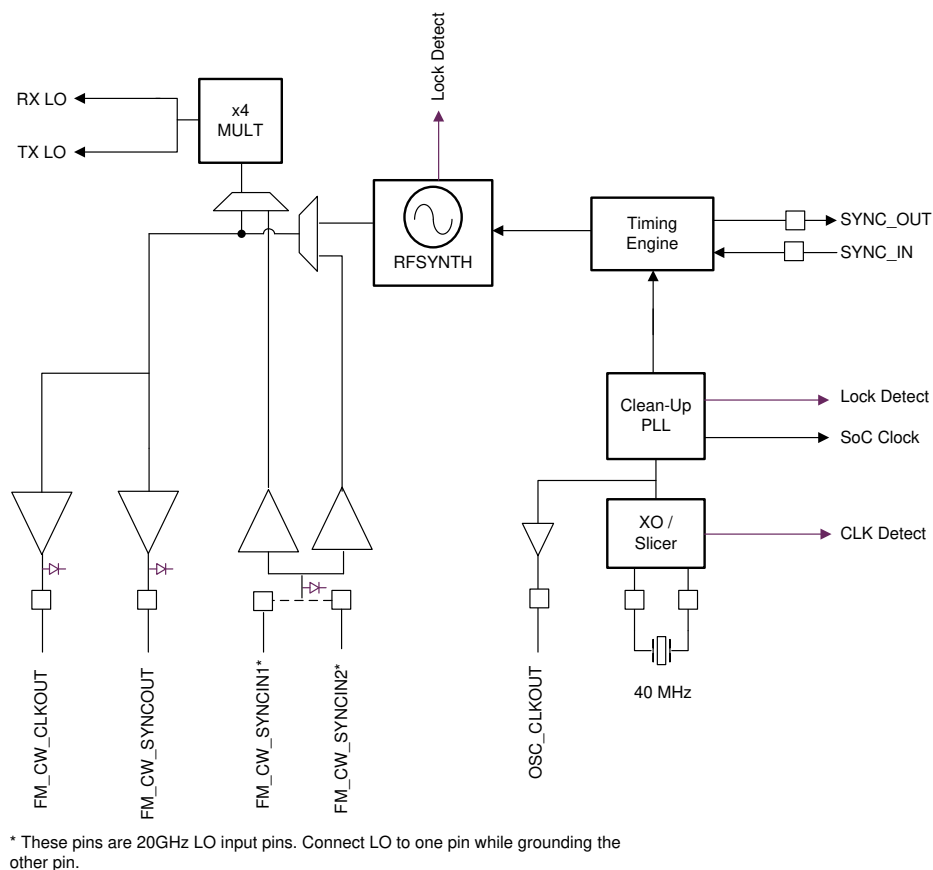 Lock Detect
RX LO
TX LO
x4
MULT
RFSYNTH
Timing
Engine
SYNC_OUT
SYNC_IN
Clean-Up
PLL
Lock Detect
SoC Clock
XO /
Slicer
CLK Detect
40 MHz
FM_CW_CLKOUT
FM_CW_SYNCOUT
FM_CW_SYNCIN1*
FM_CW_SYNCIN2*
OSC_CLKOUT
* These pins are 20GHz LO input pins. Connect LO to one pin while grounding the
other pin.